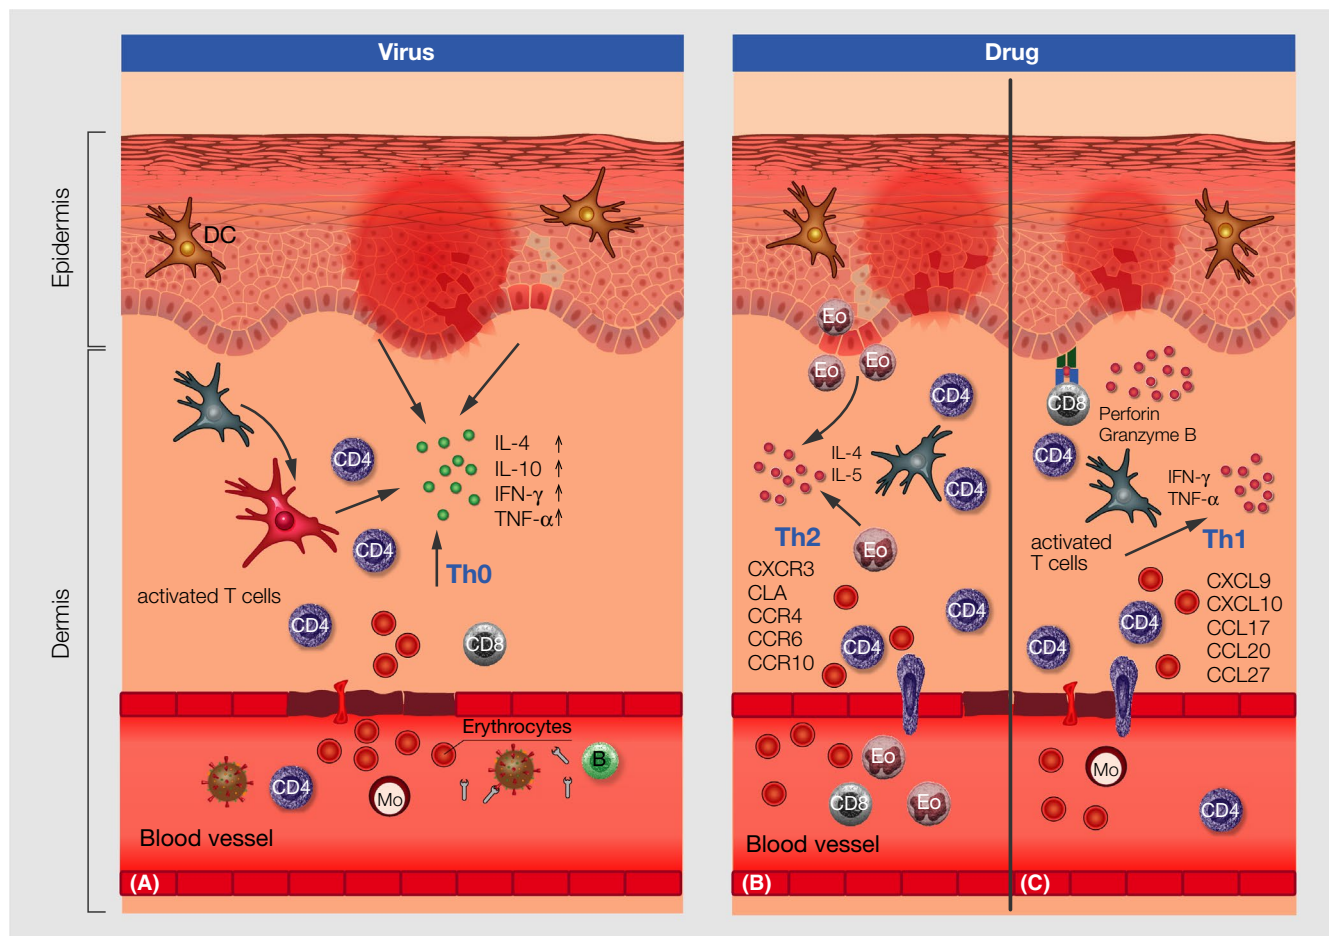 Virus
Drug
Epidermis
Dermis
DC
CD4
IL-4 ↑
IL-10 ↑
IFN-γ ↑
TNF-α↑
CD4
Th0
activated T cells
CD4
CD8
Erythrocytes
B
CD4
Mo
Blood vessel
(A)
Eo
Eo
Eo
CD4
IL-4
IL-5
CD4
Th2
Eo
CXCR3
CLA
CCR4
CCR6
CCR10
CD4
CD4
Eo
CD8
Eo
Blood vessel
(B)
CD8
Perforin
Granzyme B
CD4
IFN-γ
TNF-α
activated
T cells
Th1
CXCL9
CXCL10
CCL17
CCL20
CCL27
CD4
CD4
Mo
CD4
(C)